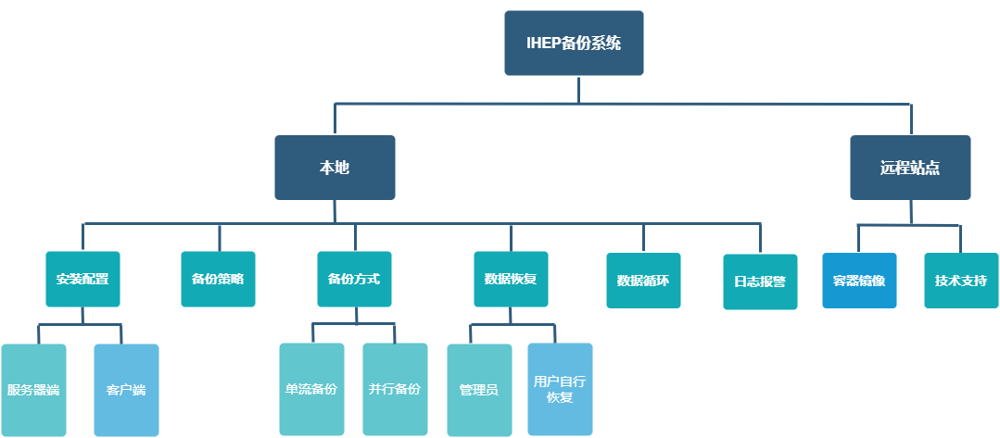 IHEP备份系统
本地
远程站点
安装配置
备份策略
备份方式
数据恢复
数据循环
日志报警
容器镜像
技术支持
服务器端
客户端
单流备份
并行备份
管理员
用户自行
恢复